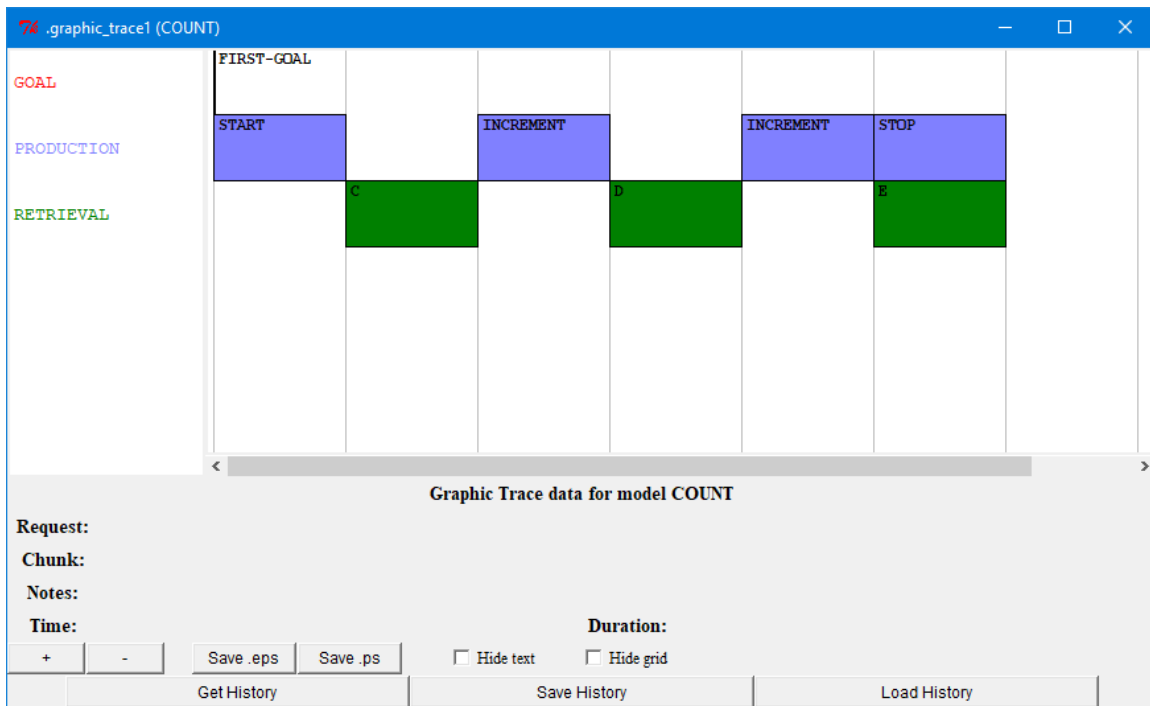 .graphic_trace1 (COUNT)
GOAL
PRODUCTION
RETRIEVAL
FIRST-GOAL
START
INCREMENT
INCREMENT
STOP
C
D
E
Graphic Trace data for model COUNT
Request:
Chunk:
Notes:
Time:
Duration:
+
-
Save .eps
Save .ps
Hide text
Hide grid
Get History
Save History
Load History